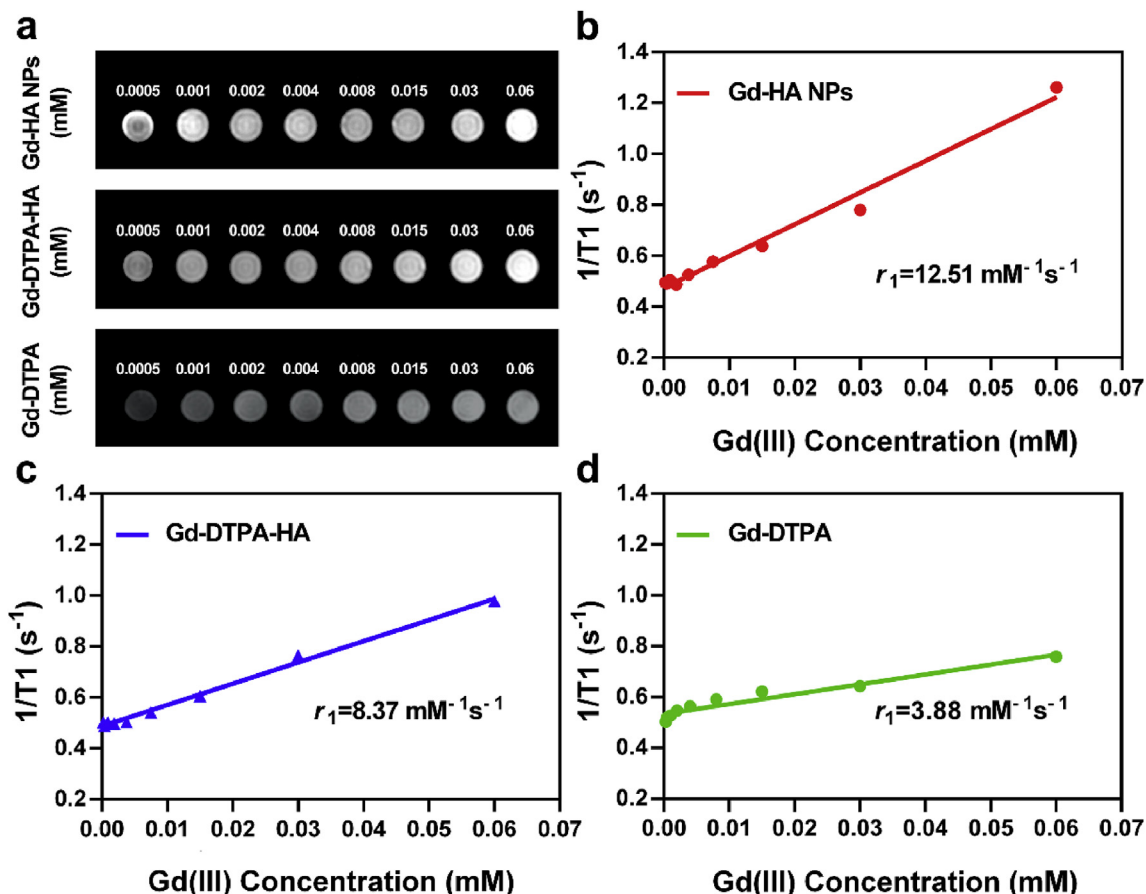 a
Gd-HA NPs
(mM)
0.0005 0.001 0.002 0.004 0.008 0.015 0.03 0.06
Gd-DTPA-HA
(mM)
0.0005 0.001 0.002 0.004 0.008 0.015 0.03 0.06
Gd-DTPA
(mM)
0.0005 0.001 0.002 0.004 0.008 0.015 0.03 0.06
b
1/T1 (s⁻¹)
1.4
1.2
1.0
0.8
0.6
0.4
0.2
Gd-HA NPs
r₁=12.51 mM⁻¹s⁻¹
0.00 0.01 0.02 0.03 0.04 0.05 0.06 0.07
Gd(III) Concentration (mM)
c
1/T1 (s⁻¹)
1.4
1.2
1.0
0.8
0.6
0.4
0.2
Gd-DTPA-HA
r₁=8.37 mM⁻¹s⁻¹
0.00 0.01 0.02 0.03 0.04 0.05 0.06 0.07
Gd(III) Concentration (mM)
d
1/T1 (s⁻¹)
1.4
1.2
1.0
0.8
0.6
0.4
0.2
Gd-DTPA
r₁=3.88 mM⁻¹s⁻¹
0.00 0.01 0.02 0.03 0.04 0.05 0.06 0.07
Gd(III) Concentration (mM)